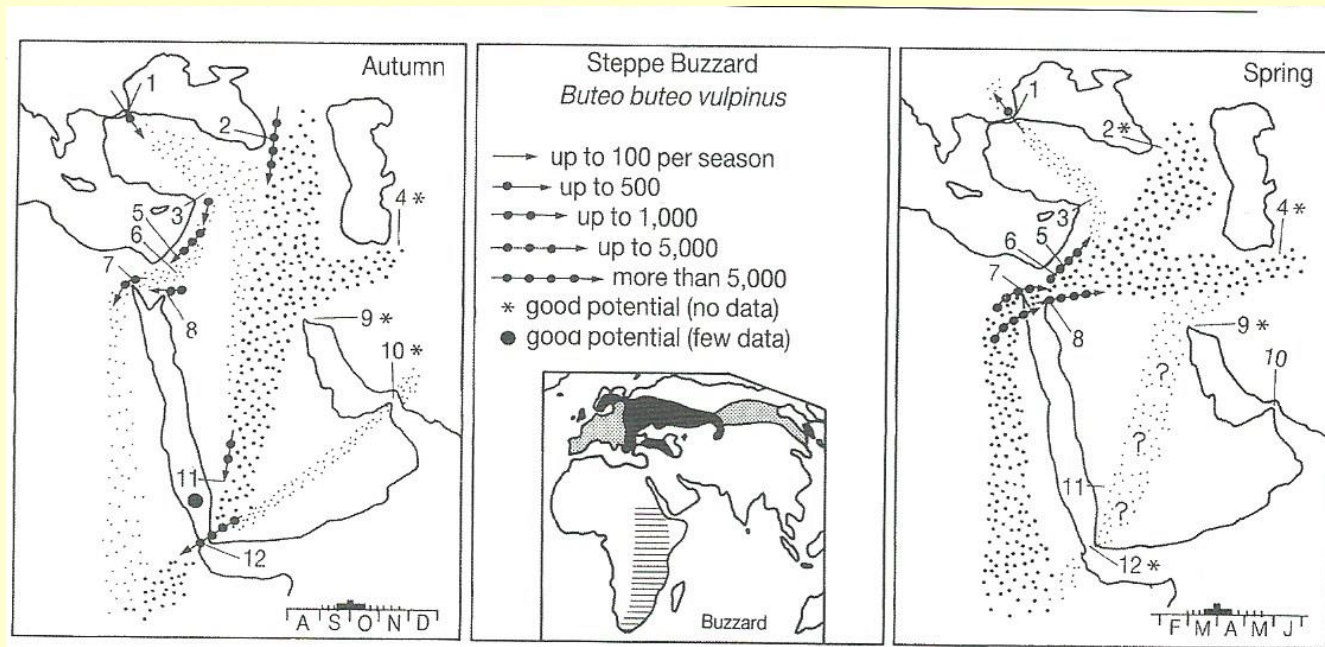 Autumn
1
2
3
4 *
5
6
7
8
9 *
10 *
11
12
A S O N D
Steppe Buzzard
Buteo buteo vulpinus
up to 100 per season
up to 500
up to 1,000
up to 5,000
more than 5,000
* good potential (no data)
good potential (few data)
Buzzard
Spring
1
2 *
3
4 *
5
6
7
8
9 *
?
10
?
11
?
12 *
F M A M J